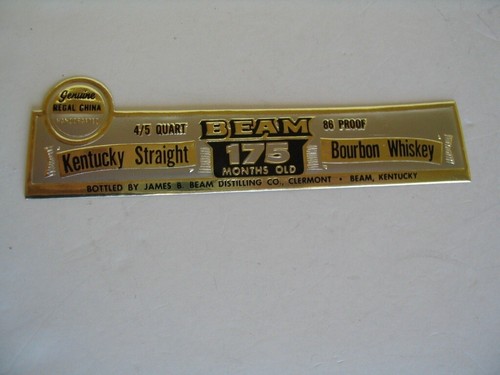 Genuine
REGAL CHINA
4/5 QUART
BEAM
86 PROOF
Kentucky Straight
175
Bourbon Whiskey
MONTHS OLD
BOTTLED BY JAMES B. BEAM DISTILLING CO., CLERMONT • BEAM, KENTUCKY